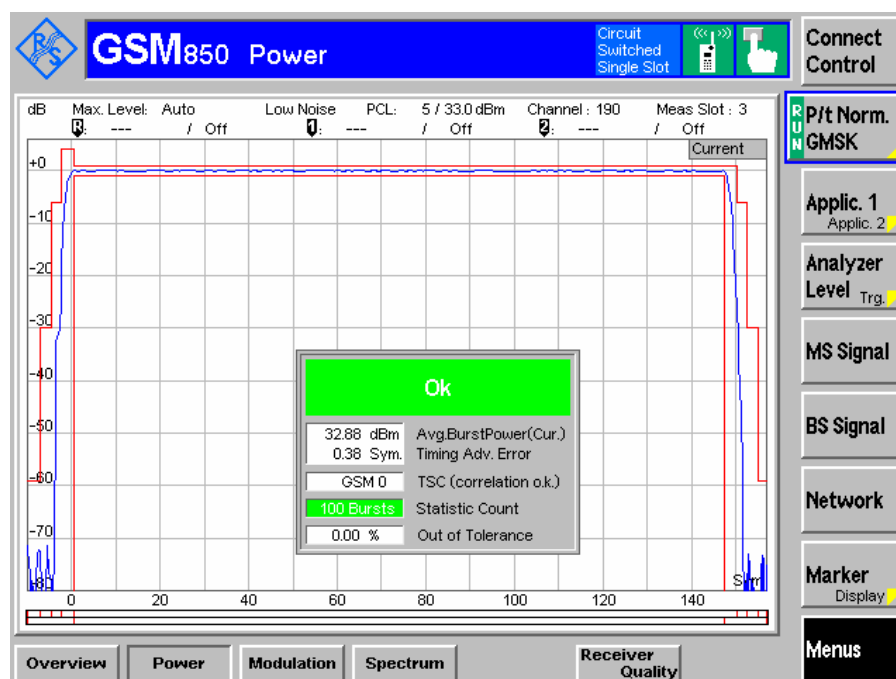 R&S
GSM850 Power
Circuit
Switched
Single Slot
Connect
Control
dB Max. Level: Auto Low Noise PCL: 5 / 33.0 dBm Channel : 190 Meas Slot : 3
R: --- / Off 1: --- / Off 2: --- / Off
Current
RUN
P/t Norm.
GMSK
+0
-10
-20
-30
-40
-50
-60
-70
-80
Ok
32.88 dBm Avg.BurstPower(Cur.)
0.38 Sym. Timing Adv. Error
GSM 0 TSC (correlation o.k.)
100 Bursts Statistic Count
0.00 % Out of Tolerance
Sym
0 20 40 60 80 100 120 140
Applic. 1
Applic. 2
Analyzer
Level Trg.
MS Signal
BS Signal
Network
Marker
Display
Menus
Overview Power Modulation Spectrum Receiver
Quality